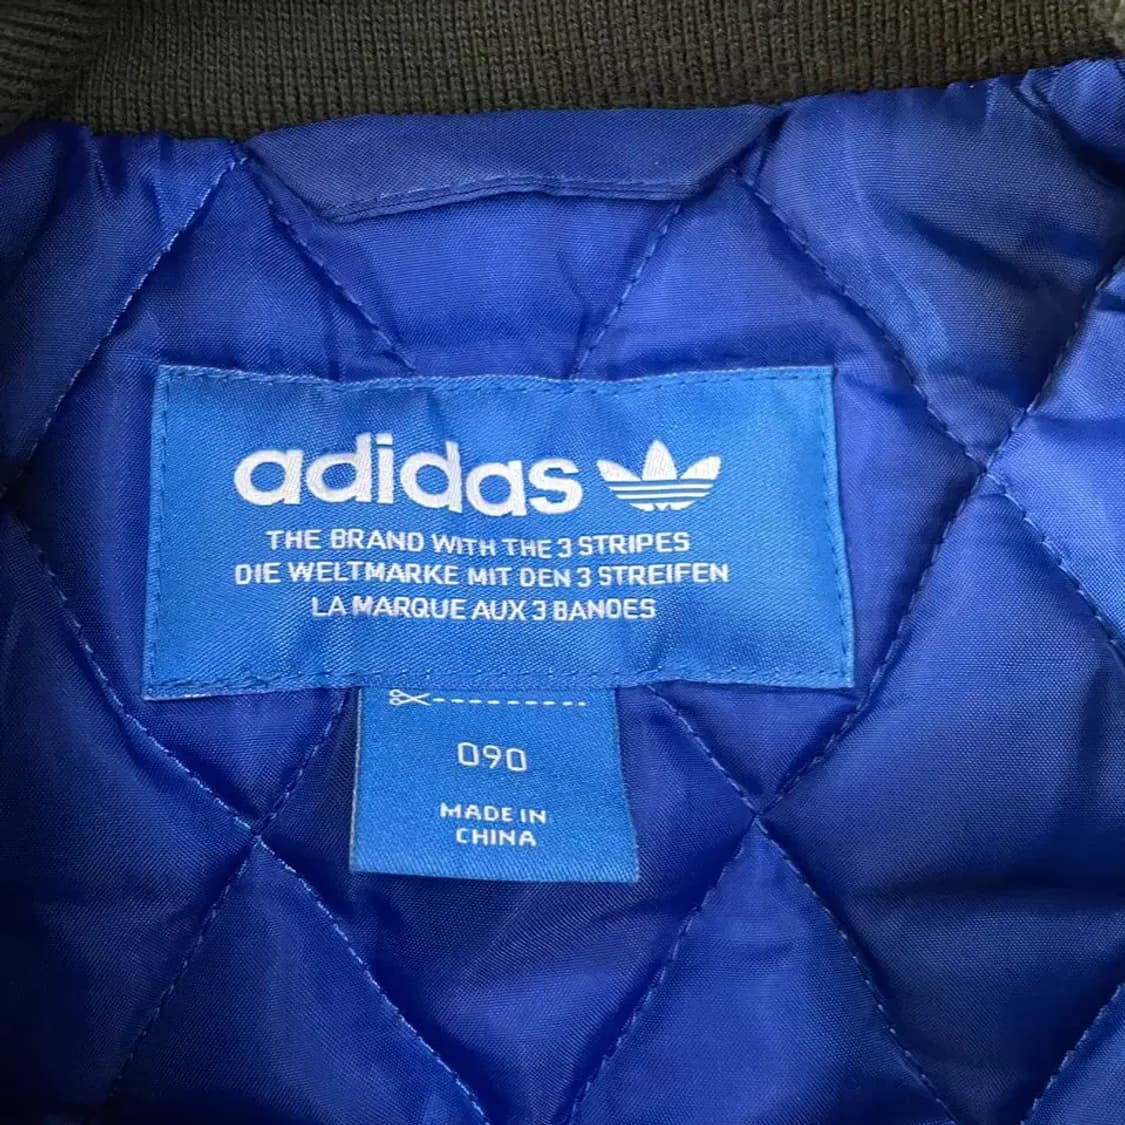 adidas
THE BRAND WITH THE 3 STRIPES
DIE WELTMARKE MIT DEN 3 STREIFEN
LA MARQUE AUX 3 BANDES
090
MADE IN
CHINA